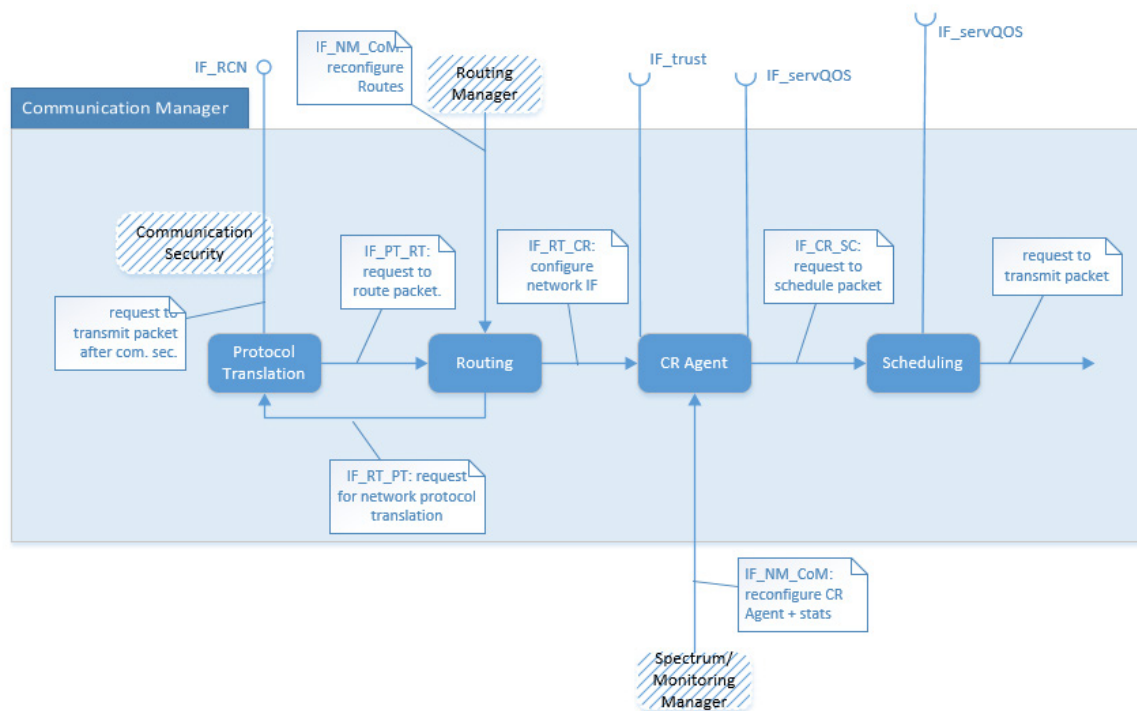 IF_servQOS
IF_NM_CoM:
reconfigure
Routes
IF_RCN
Routing
Manager
IF_trust
IF_servQOS
Communication Manager
Communication
Security
IF_PT_RT:
request to
route packet.
IF_RT_CR:
configure
network IF
IF_CR_SC:
request to
schedule packet
request to
transmit packet
request to
transmit packet
after com. sec.
Protocol
Translation
Routing
CR Agent
Scheduling
IF_RT_PT: request
for network protocol
translation
IF_NM_CoM:
reconfigure CR
Agent + stats
Spectrum/
Monitoring
Manager